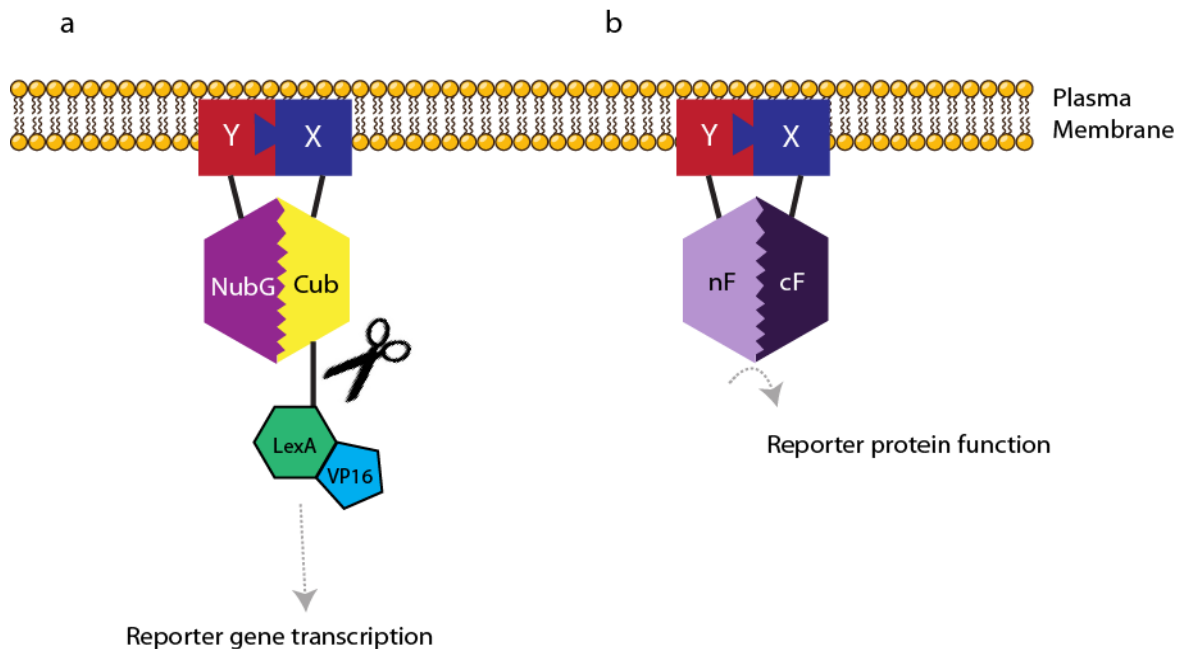 a
b
Plasma
Membrane
Y
X
Y
X
NubG
Cub
nF
cF
LexA
VP16
Reporter protein function
Reporter gene transcription